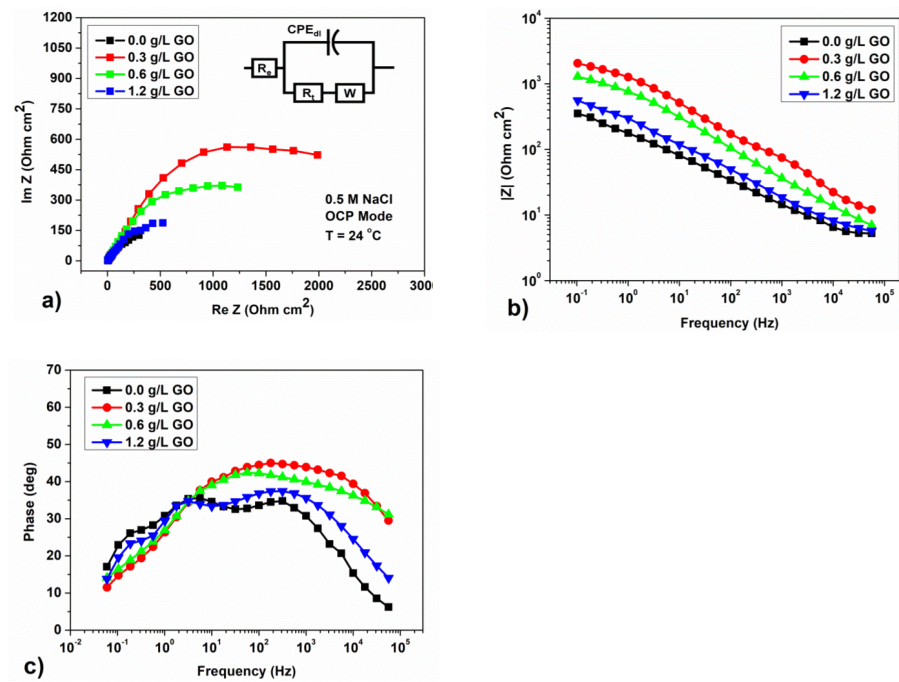 1200
1050
900
750
600
450
300
150
0
Im Z (Ohm cm2)
0.0 g/L GO
0.3 g/L GO
0.6 g/L GO
1.2 g/L GO
CPEdl
Re
Rt
W
0.5 M NaCl
OCP Mode
T = 24 oC
0 500 1000 1500 2000 2500 3000
Re Z (Ohm cm2)
a)
b)
104
103
102
101
100
|Z| (Ohm cm2)
0.0 g/L GO
0.3 g/L GO
0.6 g/L GO
1.2 g/L GO
10-1 100 101 102 103 104 105
Frequency (Hz)
70
60
50
40
30
20
10
0
Phase (deg)
0.0 g/L GO
0.3 g/L GO
0.6 g/L GO
1.2 g/L GO
10-2 10-1 100 101 102 103 104 105
Frequency (Hz)
c)